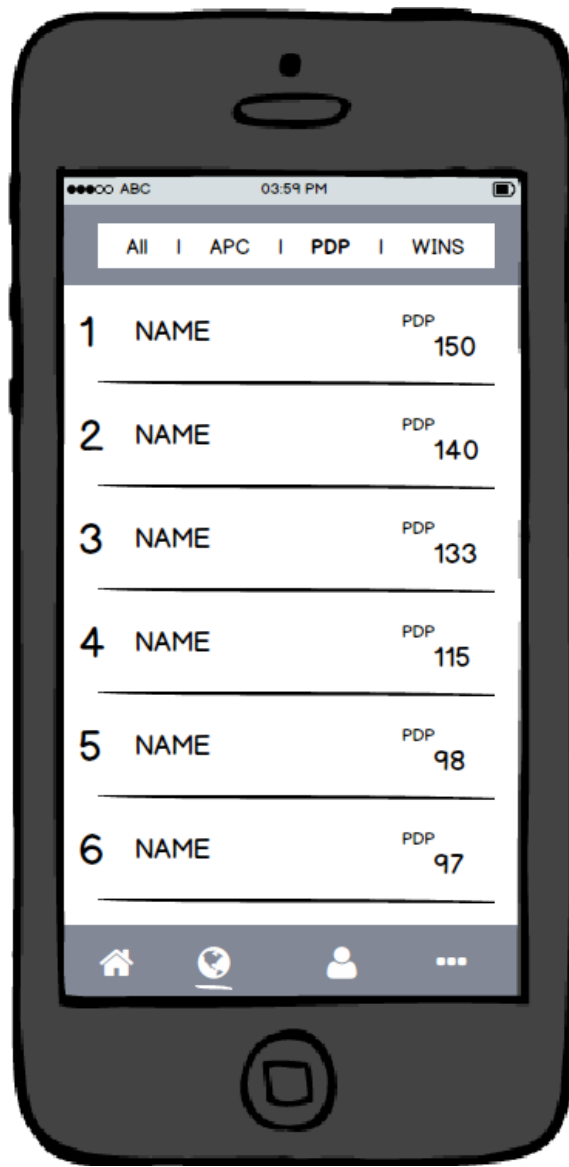 ABC 03:59 PM
All | APC | PDP | WINS
1 NAME PDP 150
2 NAME PDP 140
3 NAME PDP 133
4 NAME PDP 115
5 NAME PDP 98
6 NAME PDP 97